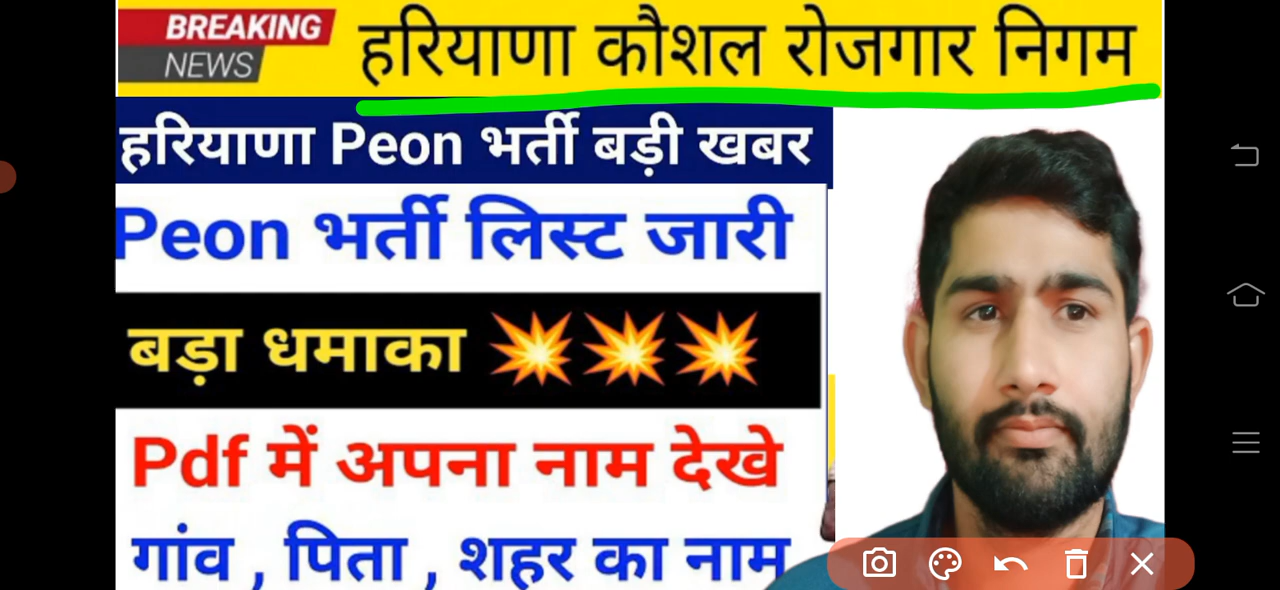 BREAKING
NEWS
हरियाणा कौशल रोजगार निगम
हरियाणा Peon भर्ती बड़ी खबर
Peon भर्ती लिस्ट जारी
बड़ा धमाका 💥💥💥
Pdf में अपना नाम देखे
गांव , पिता , शहर का नाम